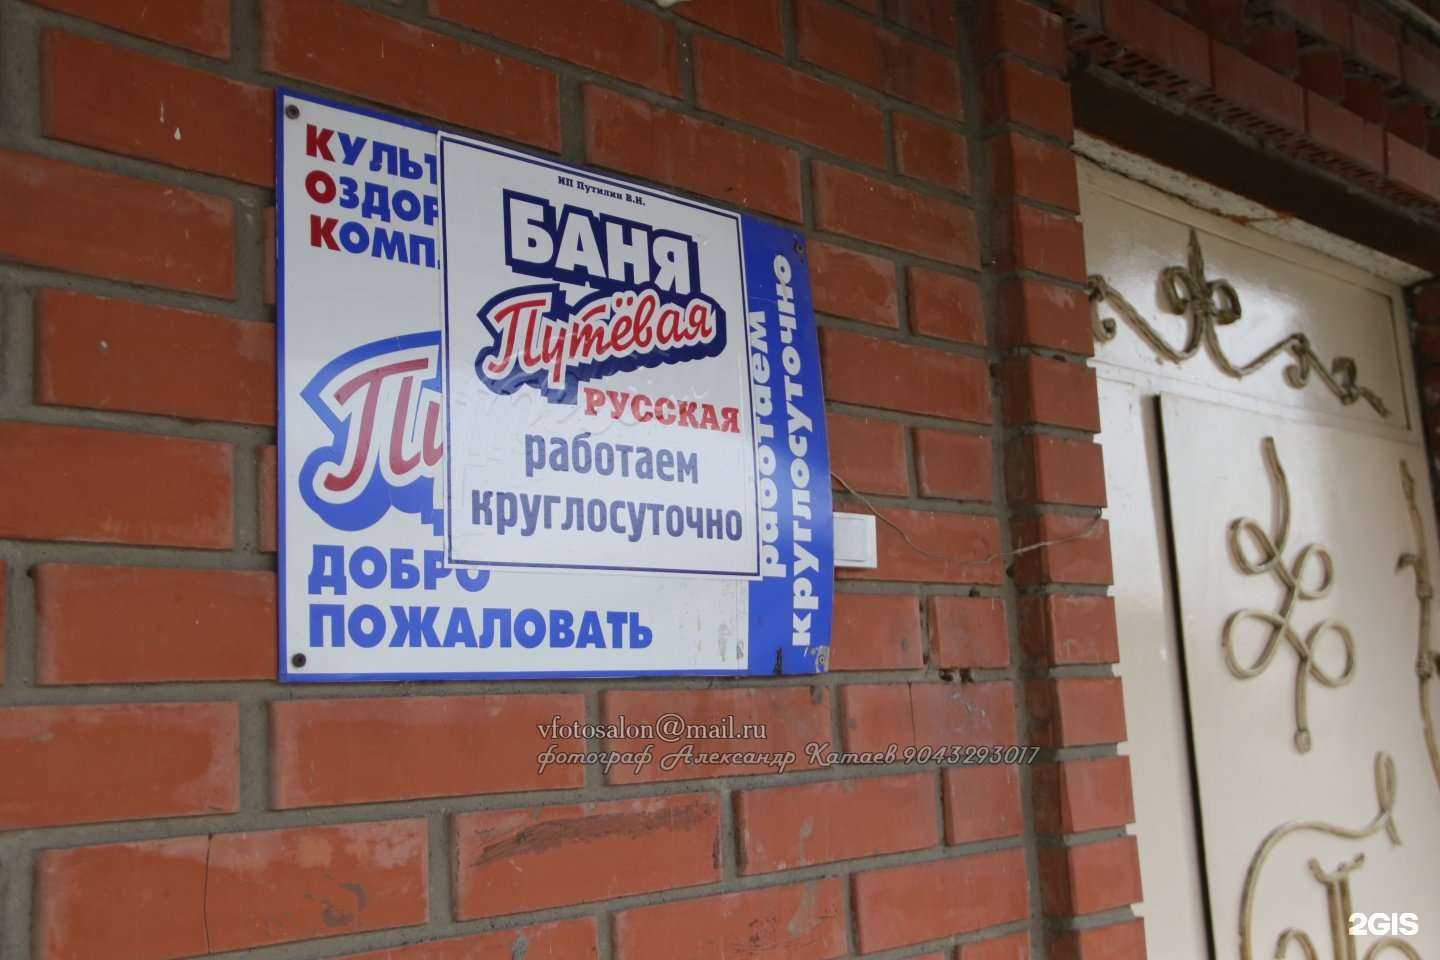 КУЛЬТ
ОЗДОР
КОМП
ИП Путилин В.Н.
БАНЯ
Путёвая
РУССКАЯ
работаем
круглосуточно
ДОБРО
ПОЖАЛОВАТЬ
работаем
круглосуточно
vfotosalon@mail.ru
фотограф Александр Катаев 9043293017
2GIS